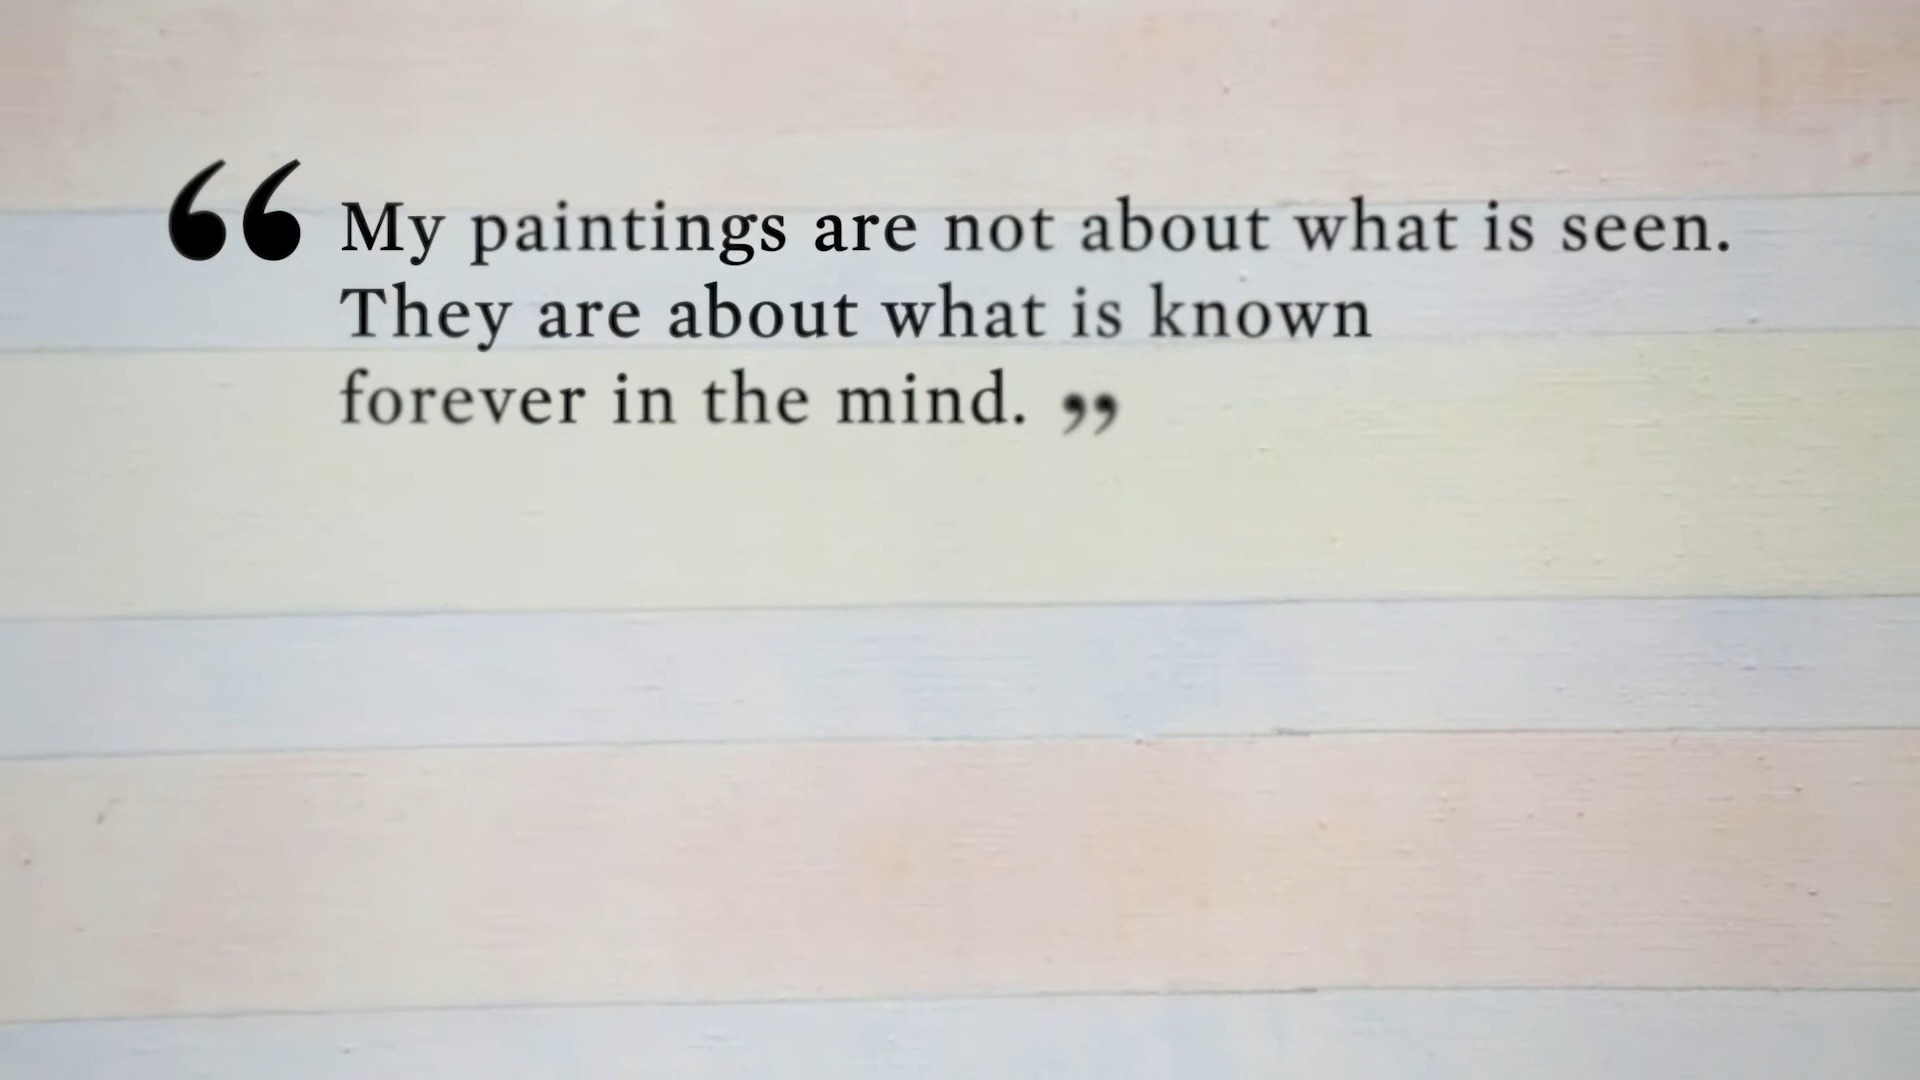 “ My paintings are not about what is seen.
They are about what is known
forever in the mind. ”